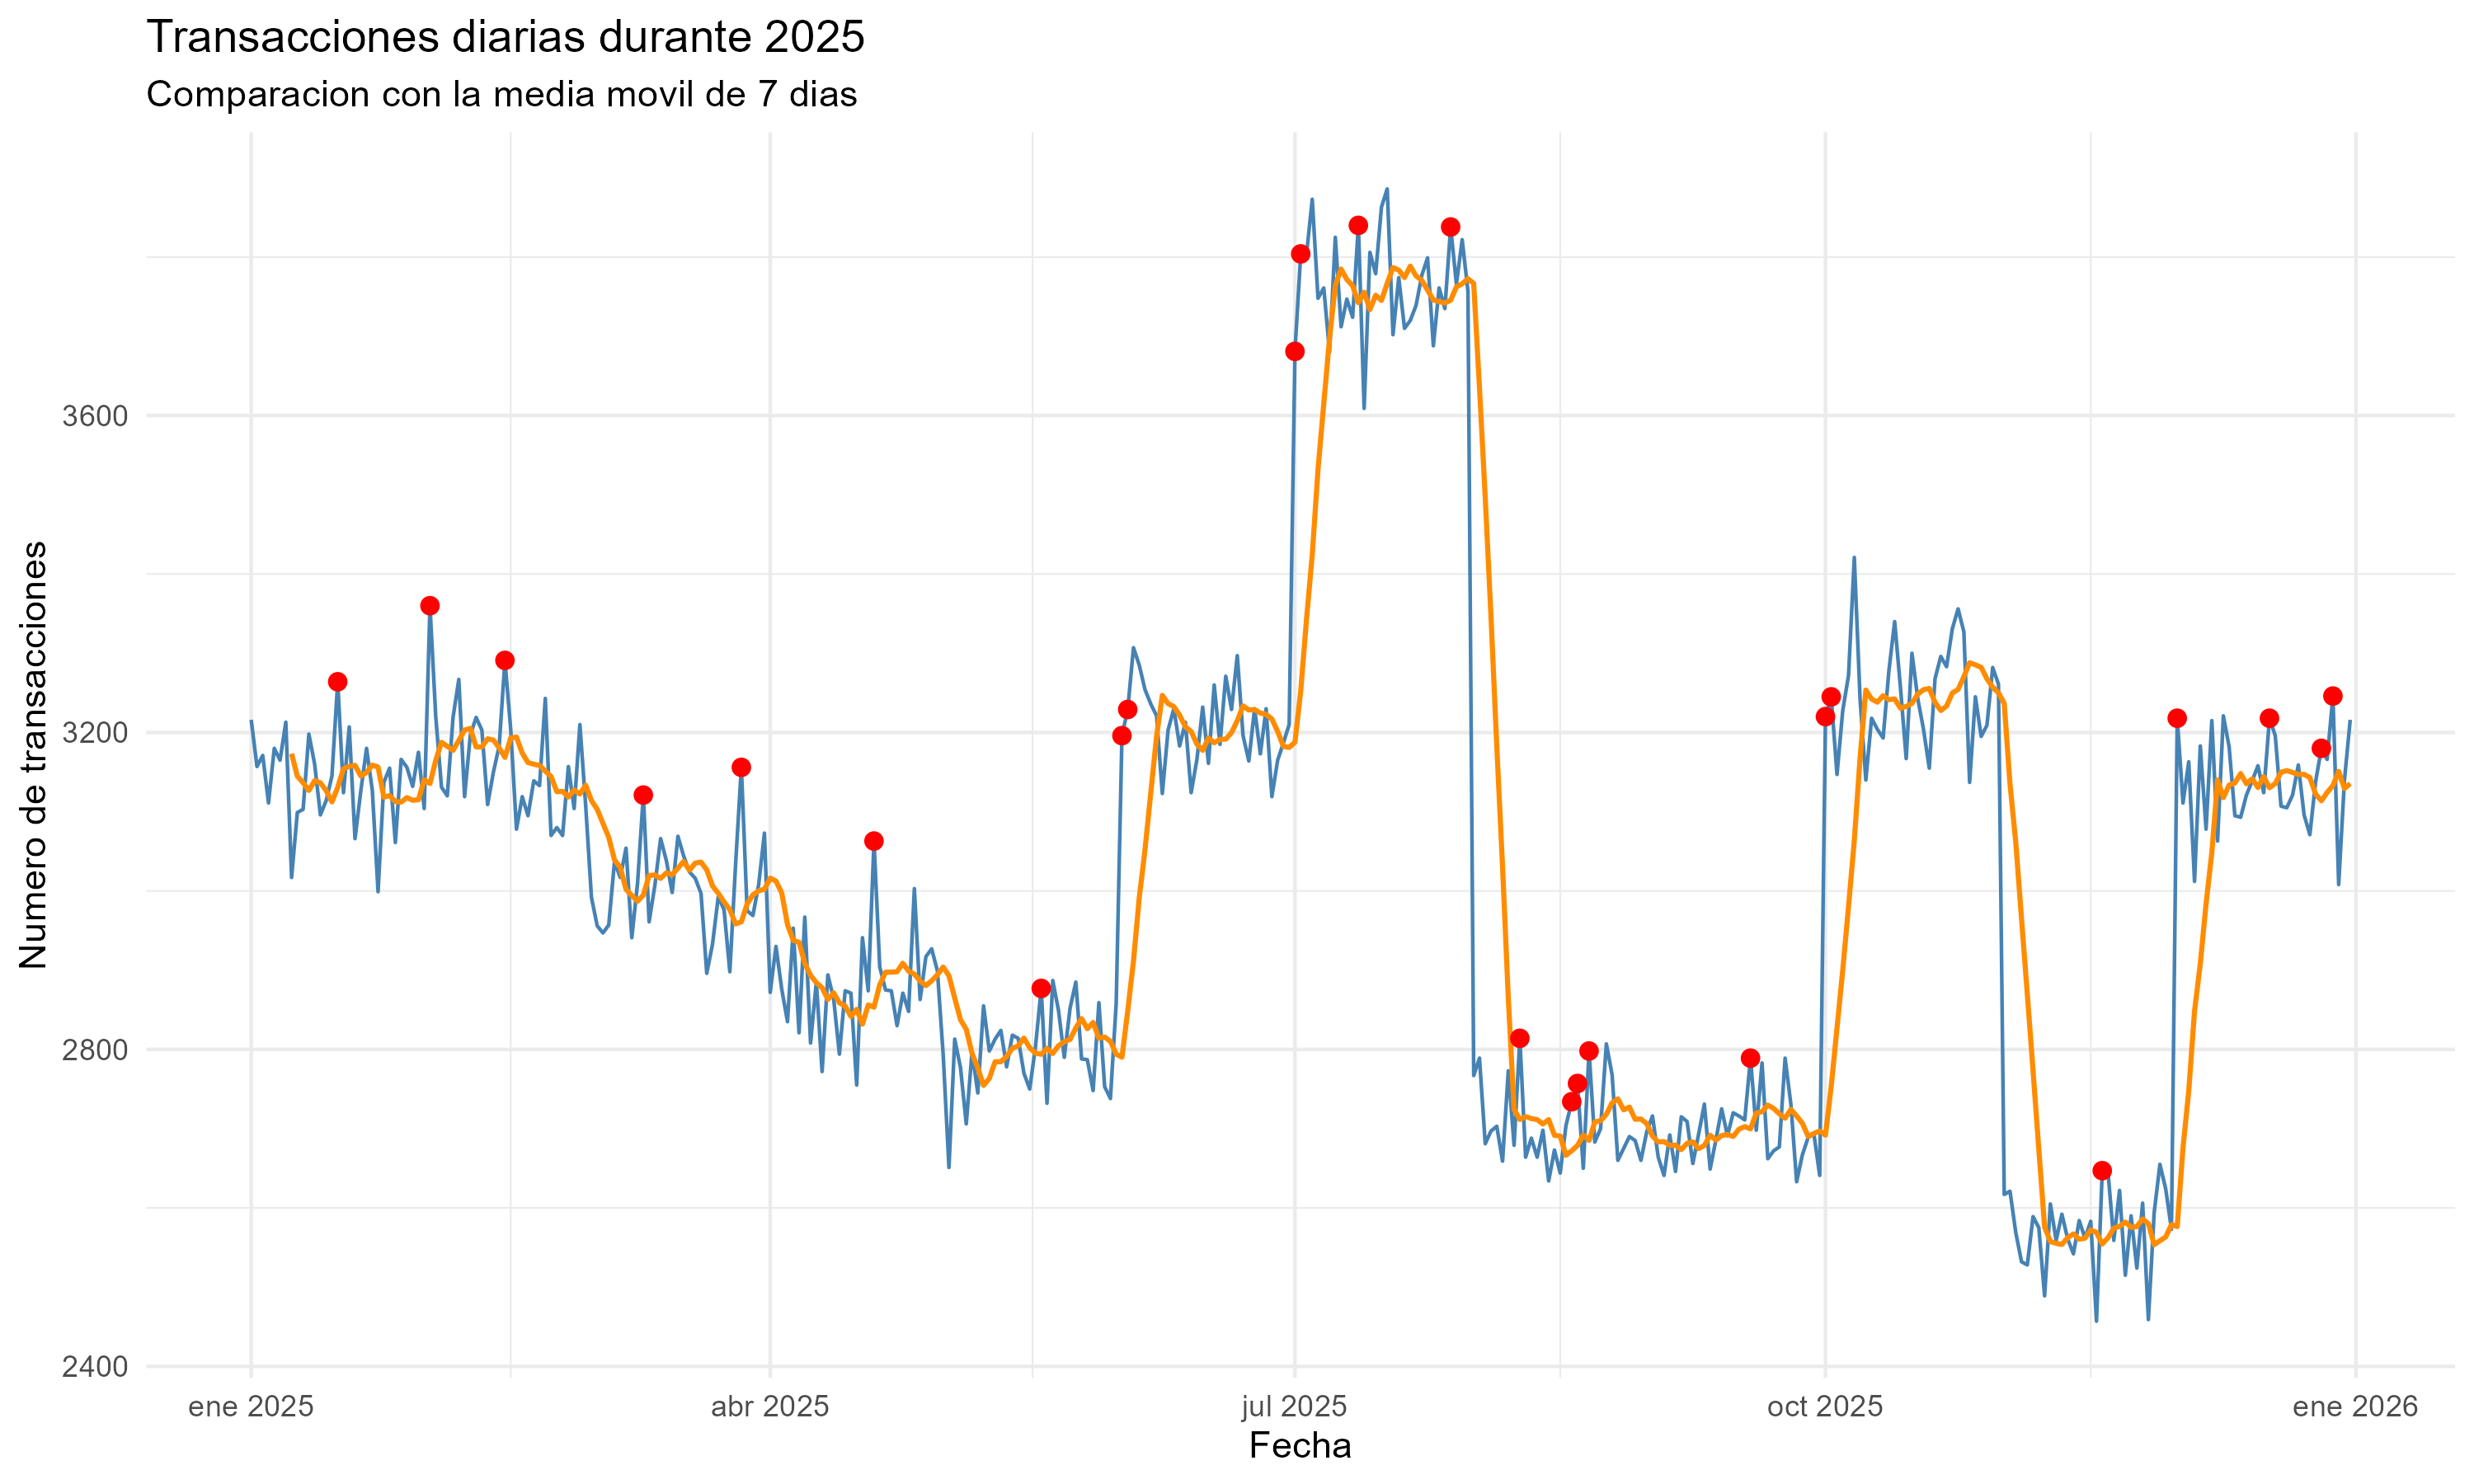 Transacciones diarias durante 2025
Comparacion con la media movil de 7 dias
Numero de transacciones
3600
3200
2800
2400
ene 2025
abr 2025
jul 2025
oct 2025
ene 2026
Fecha